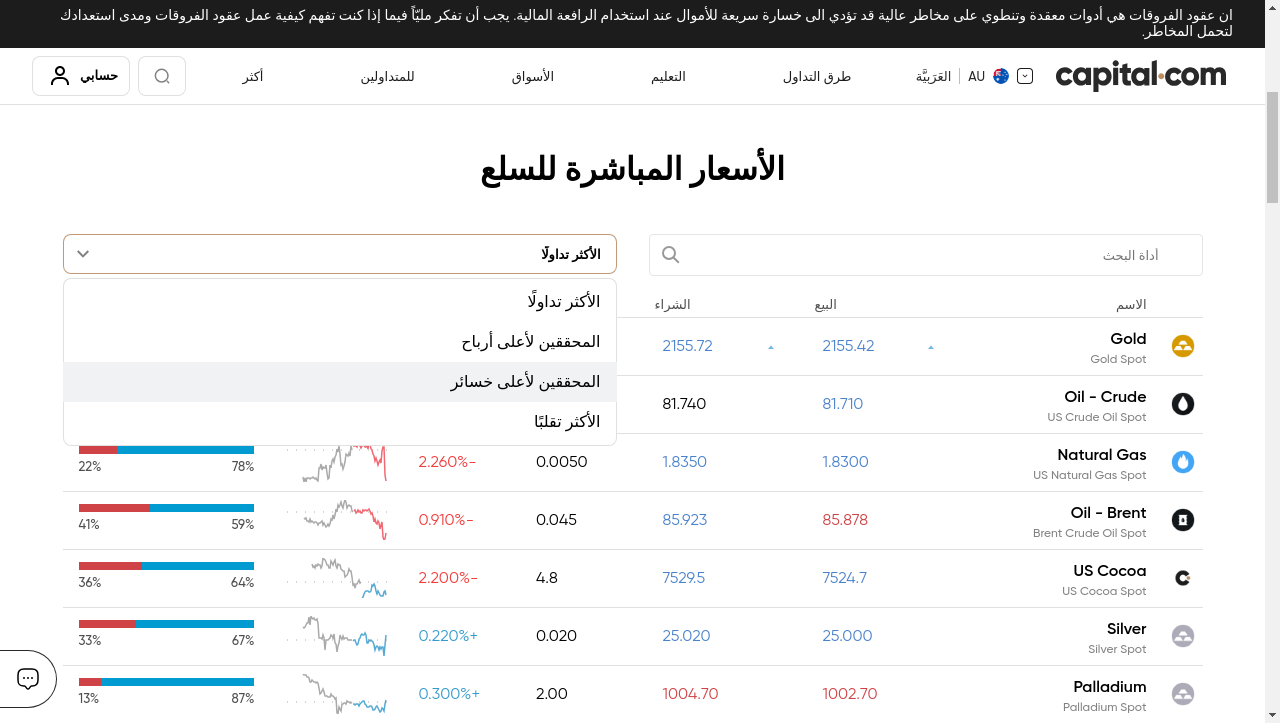 ان عقود الفروقات هي أدوات معقدة وتنطوي على مخاطر عالية قد تؤدي الى خسارة سريعة للأموال عند استخدام الرافعة المالية. يجب أن تفكر مليّاً فيما إذا كنت تفهم كيفية عمل عقود الفروقات ومدى استعدادك
لتحمل المخاطر.
capital.com AU العَرَبيَّة طرق التداول التعليم الأسواق للمتداولين أكثر حسابي
الأسعار المباشرة للسلع
أداة البحث الأكثر تداولًا
الأكثر تداولًا
المحققين لأعلى أرباح
المحققين لأعلى خسائر
الأكثر تقلبًا
الاسم البيع الشراء
Gold 2155.42 2155.72
Gold Spot
Oil - Crude 81.710 81.740
US Crude Oil Spot
Natural Gas 1.8300 1.8350 0.0050 2.260%-
US Natural Gas Spot 78% 22%
Oil - Brent 85.878 85.923 0.045 0.910%-
Brent Crude Oil Spot 59% 41%
US Cocoa 7524.7 7529.5 4.8 2.200%-
US Cocoa Spot 64% 36%
Silver 25.000 25.020 0.020 0.220%+
Silver Spot 67% 33%
Palladium 1002.70 1004.70 2.00 0.300%+
Palladium Spot 87% 13%